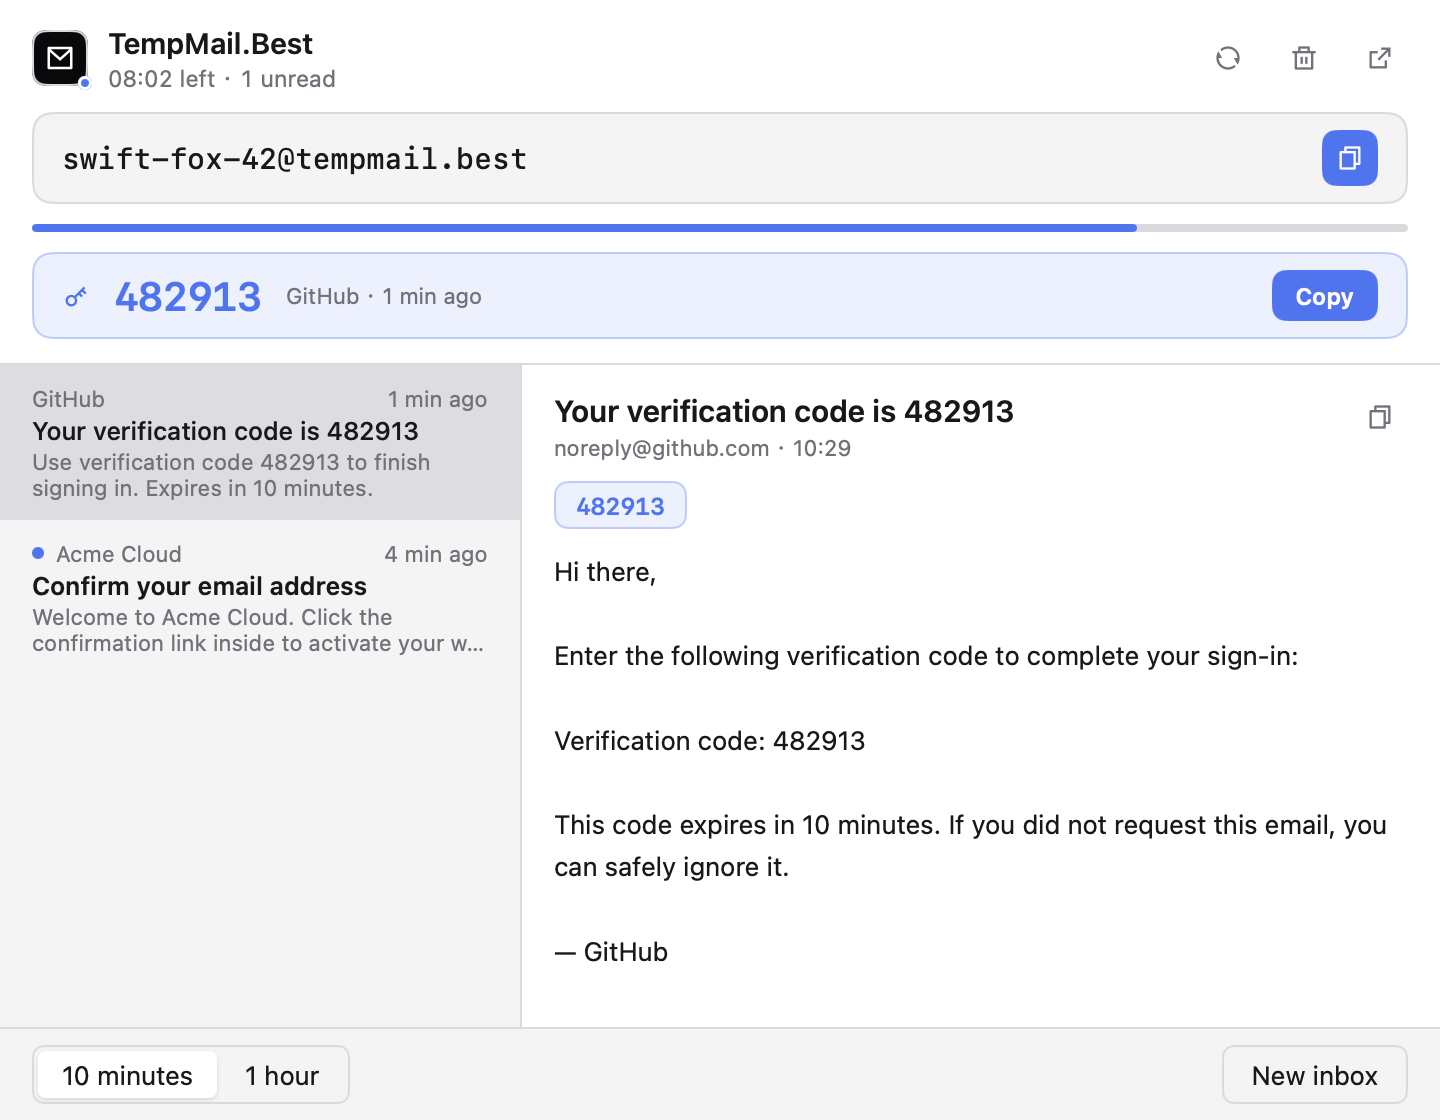 TempMail.Best
08:02 left · 1 unread
swift-fox-42@tempmail.best
482913 GitHub · 1 min ago Copy
GitHub 1 min ago
Your verification code is 482913
Use verification code 482913 to finish
signing in. Expires in 10 minutes.
Acme Cloud 4 min ago
Confirm your email address
Welcome to Acme Cloud. Click the
confirmation link inside to activate your w...
Your verification code is 482913
noreply@github.com · 10:29
482913
Hi there,
Enter the following verification code to complete your sign-in:
Verification code: 482913
This code expires in 10 minutes. If you did not request this email, you
can safely ignore it.
— GitHub
10 minutes 1 hour New inbox